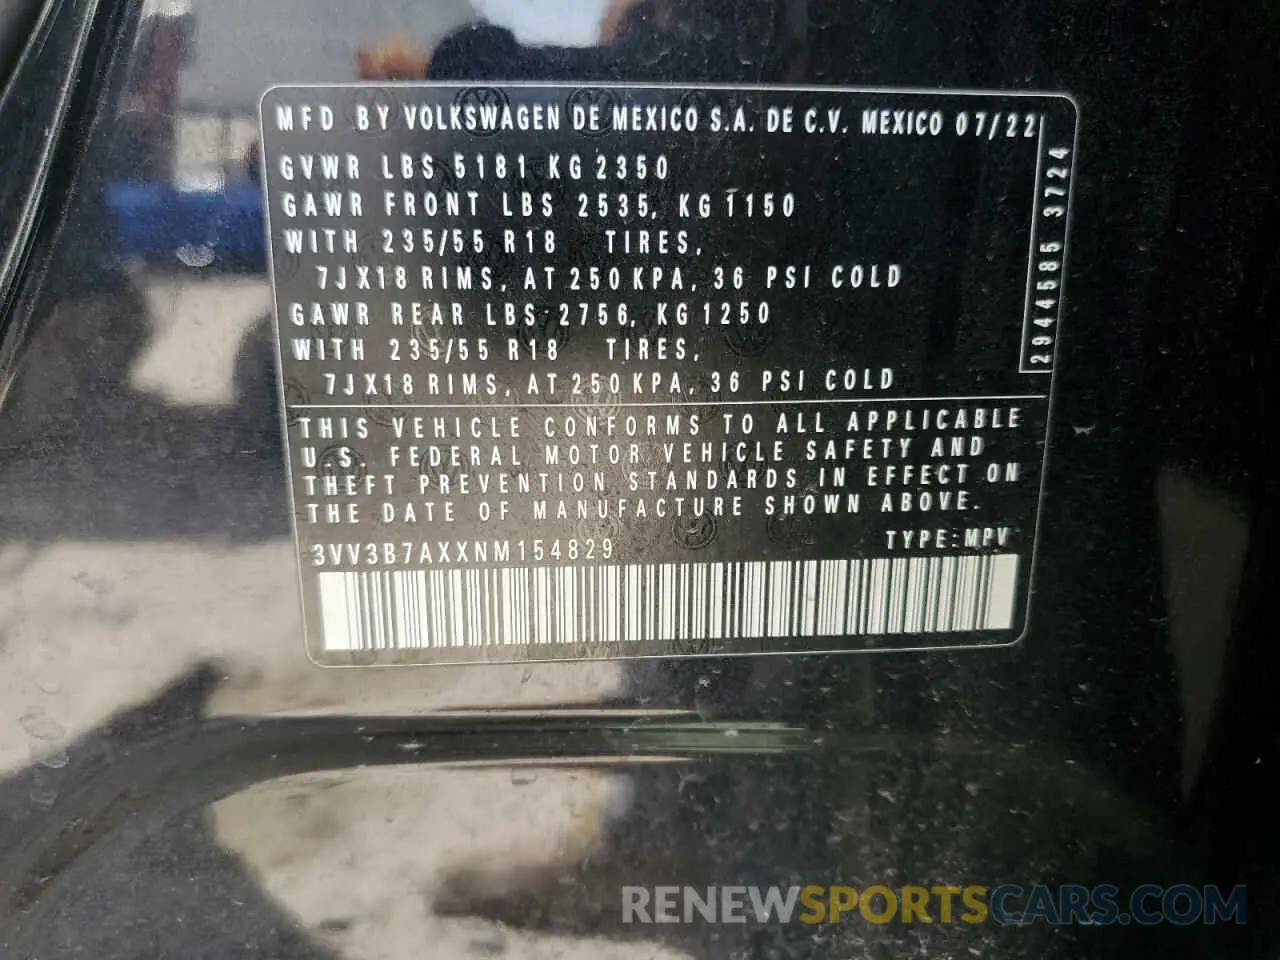 MFD BY VOLKSWAGEN DE MEXICO S.A. DE C.V. MEXICO 07/22
GVWR LBS 5181 KG 2350
GAWR FRONT LBS 2535, KG 1150
WITH 235/55 R18 TIRES,
7JX18 RIMS, AT 250 KPA, 36 PSI COLD
GAWR REAR LBS 2756, KG 1250
WITH 235/55 R18 TIRES,
7JX18 RIMS, AT 250 KPA, 36 PSI COLD
2944585 3724
THIS VEHICLE CONFORMS TO ALL APPLICABLE
U.S. FEDERAL MOTOR VEHICLE SAFETY AND
THEFT PREVENTION STANDARDS IN EFFECT ON
THE DATE OF MANUFACTURE SHOWN ABOVE.
3VV3B7AXXNM154829 TYPE:MPV
RENEWSPORTSCARS.COM